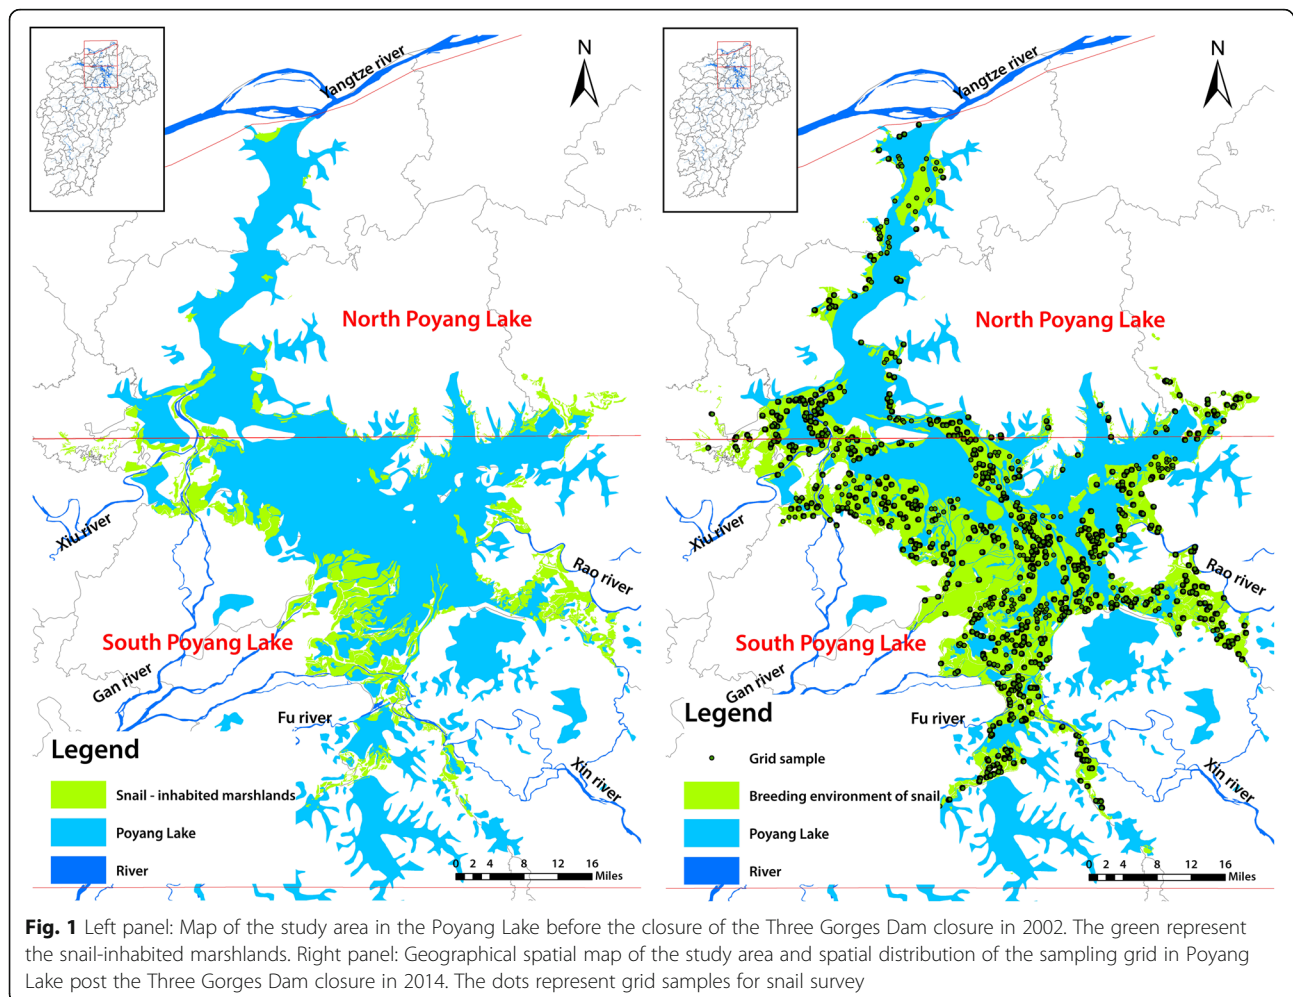 N
Yangtze river
North Poyang Lake
Xiu river
Rao river
South Poyang Lake
Gan river
Fu river
Xin river
Legend
Snail - inhabited marshlands
Poyang Lake
River
0 2 4 8 12 16
Miles
N
Yangtze river
North Poyang Lake
Xiu river
Rao river
South Poyang Lake
Gan river
Fu river
Xin river
Legend
Grid sample
Breeding environment of snail
Poyang Lake
River
0 2 4 8 12 16
Miles
Fig. 1 Left panel: Map of the study area in the Poyang Lake before the closure of the Three Gorges Dam closure in 2002. The green represent
the snail-inhabited marshlands. Right panel: Geographical spatial map of the study area and spatial distribution of the sampling grid in Poyang
Lake post the Three Gorges Dam closure in 2014. The dots represent grid samples for snail survey